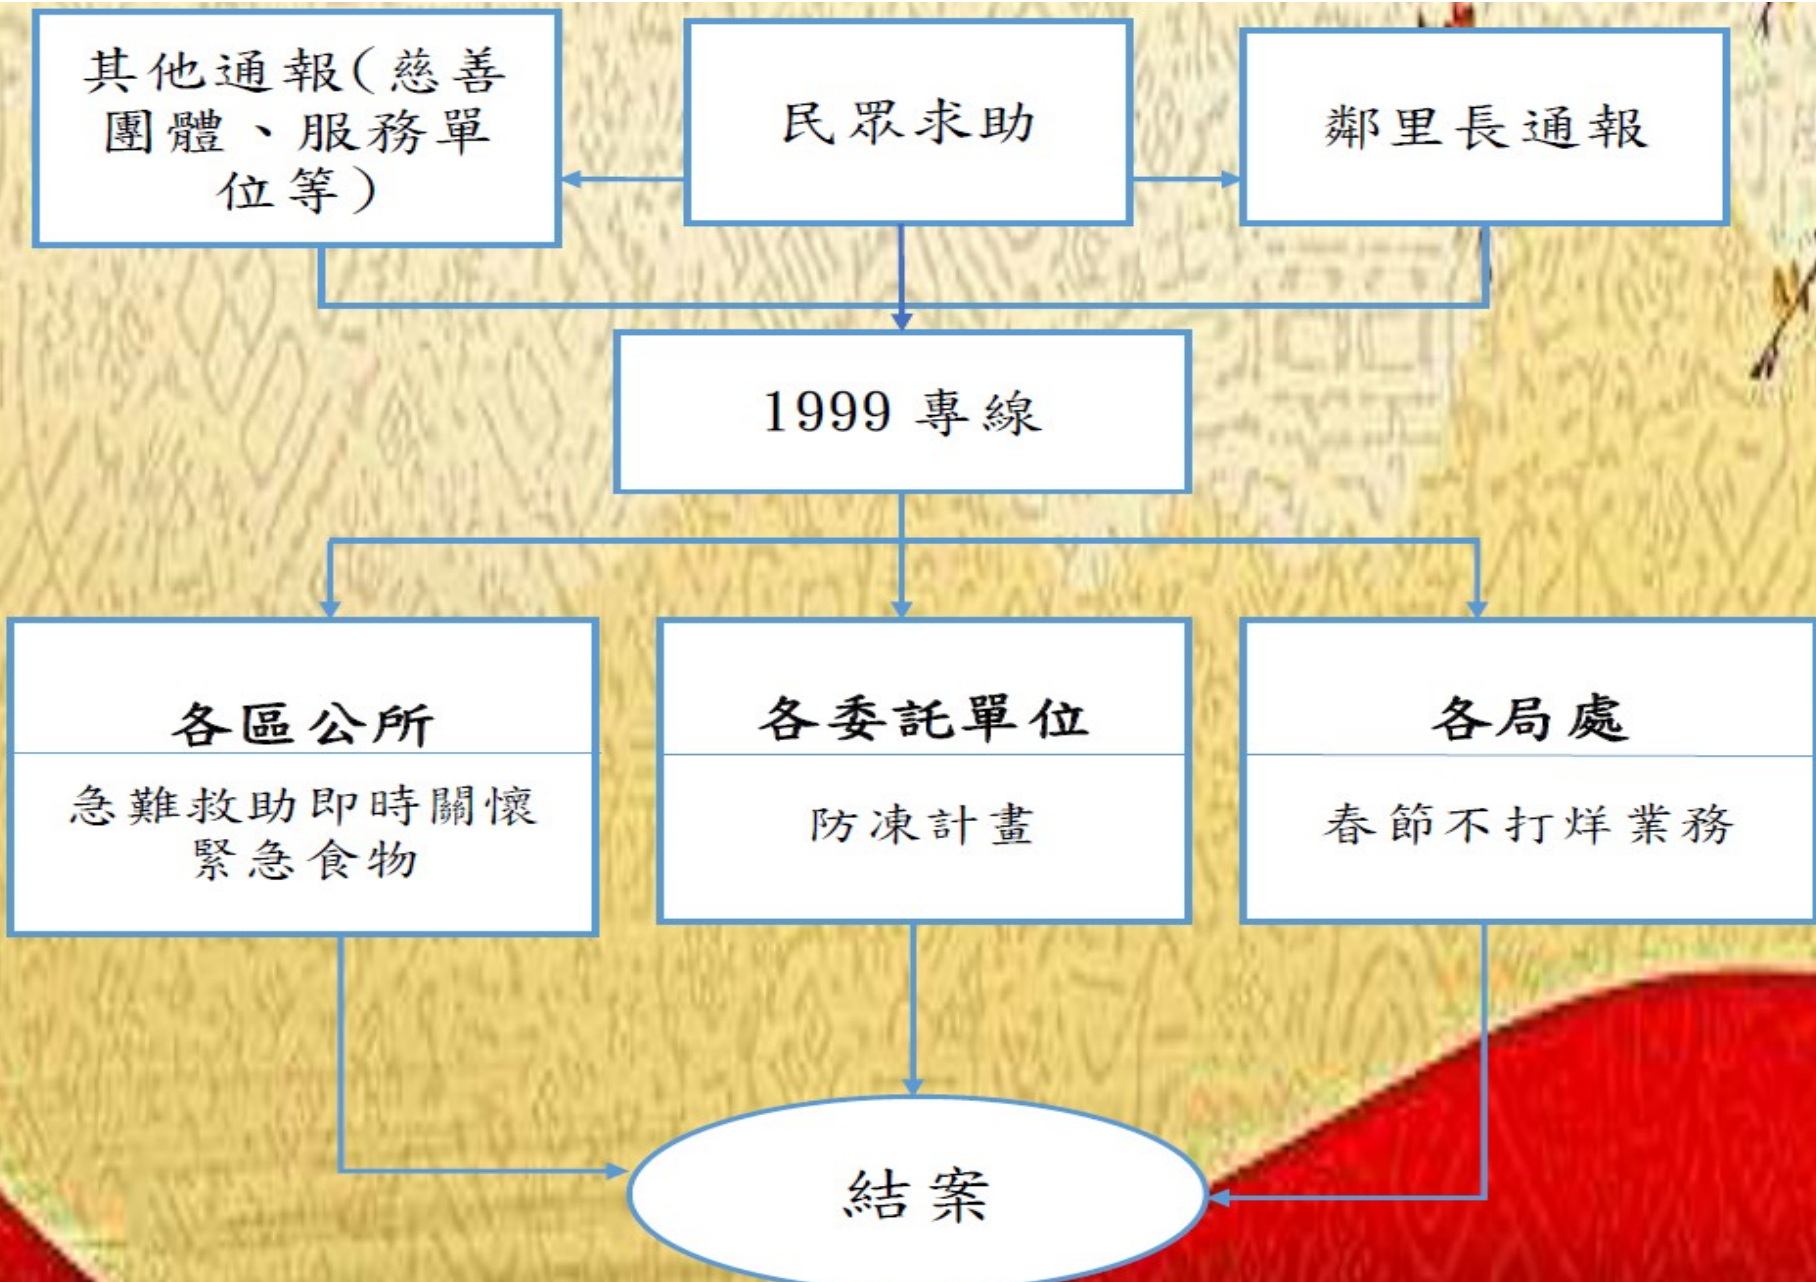 其他通報(慈善
團體、服務單
位等)
民眾求助
鄰里長通報
1999 專線
各區公所
急難救助即時關懷
緊急食物
各委託單位
防凍計畫
各局處
春節不打烊業務
結案